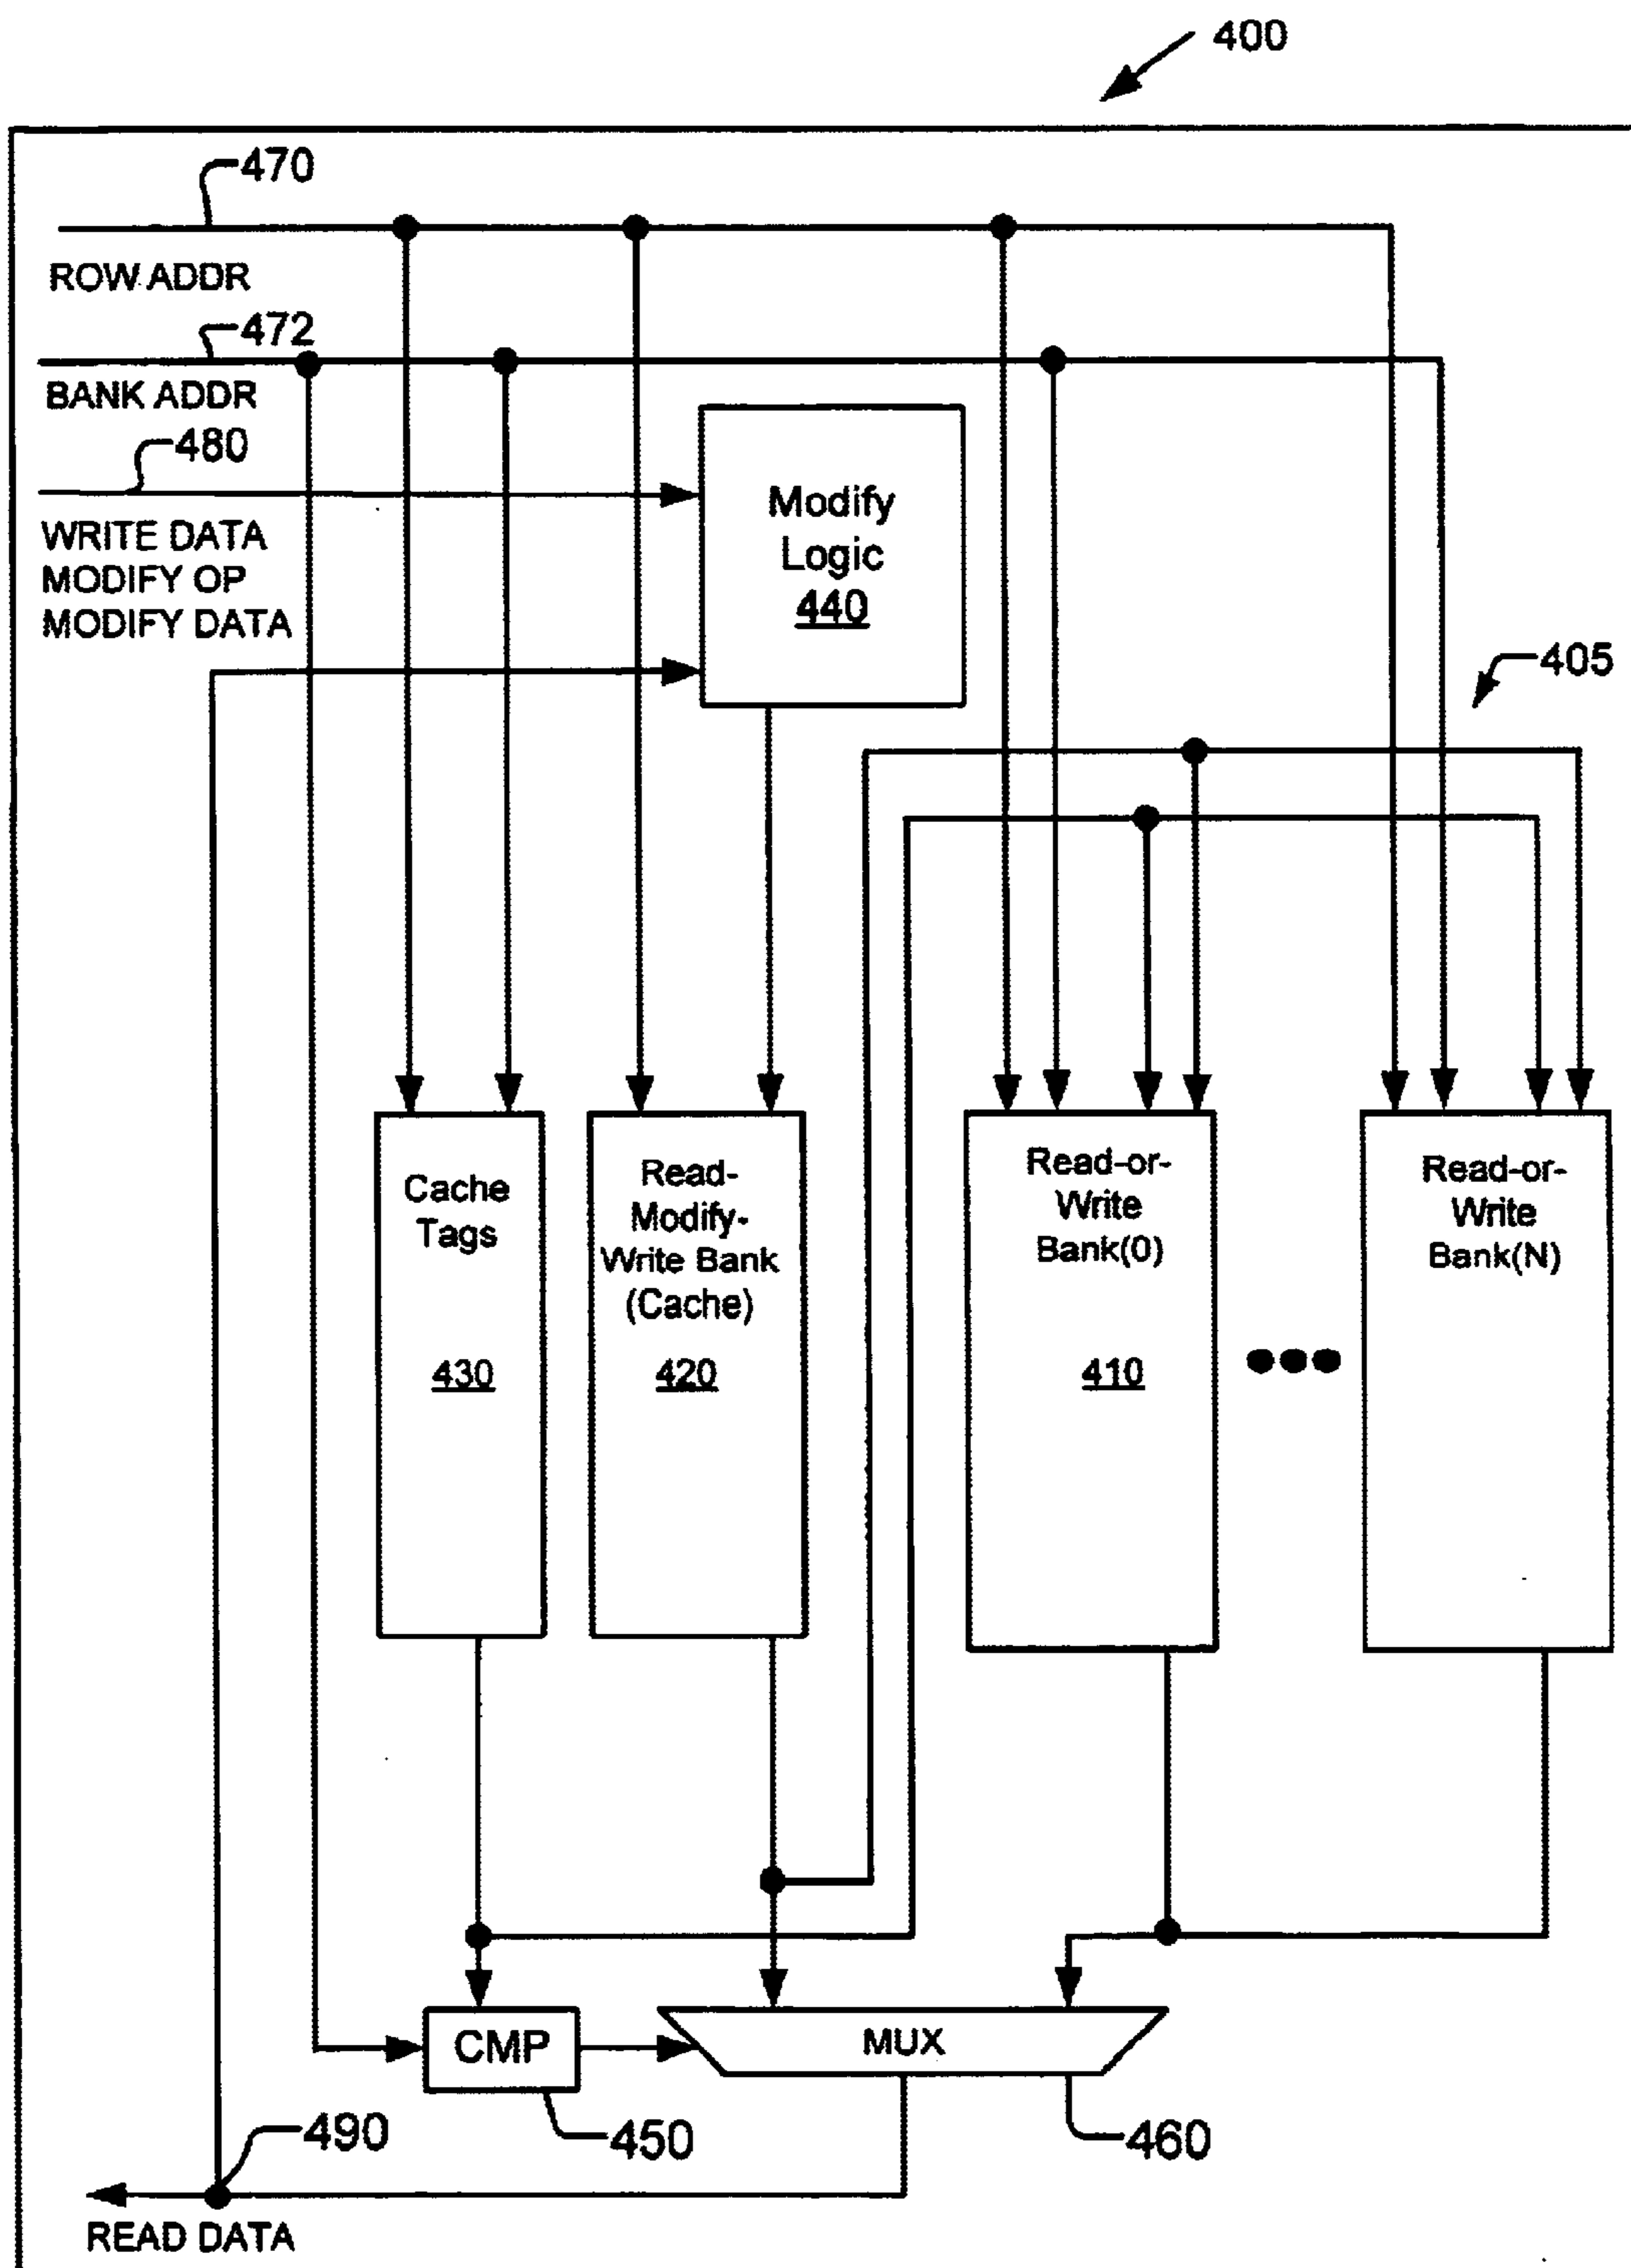 400
470
ROW ADDR
472
BANK ADDR
480
WRITE DATA
MODIFY OP
MODIFY DATA
Modify
Logic
440
405
Cache
Tags
430
Read-
Modify-
Write Bank
(Cache)
420
Read-or-
Write
Bank(0)
410
Read-or-
Write
Bank(N)
CMP
MUX
490
450
460
READ DATA